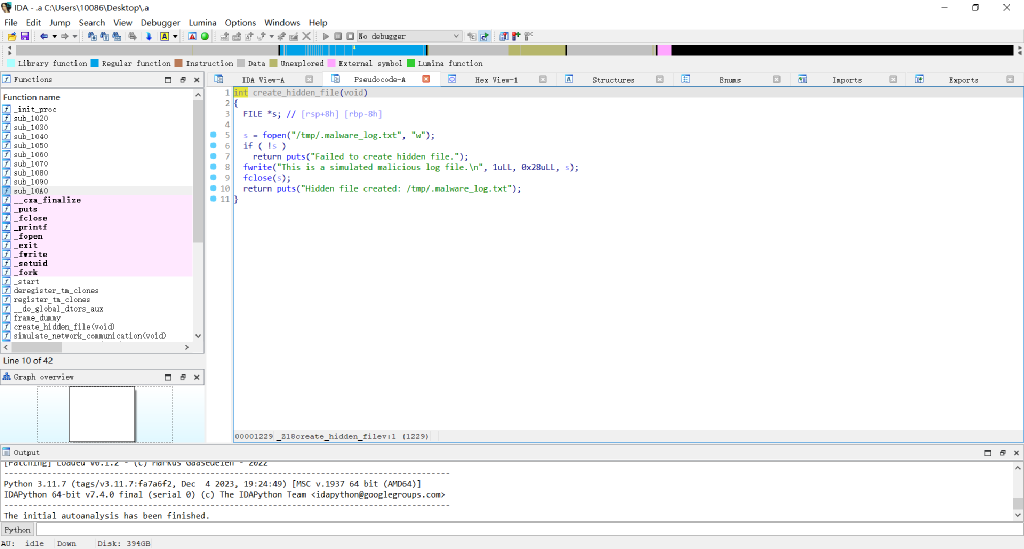 IDA - .a C:\Users\10086\Desktop\.a
File Edit Jump Search View Debugger Lumina Options Windows Help
No debugger
Library function Regular function Instruction Data Unexplored External symbol Lumina function
Functions
IDA View-A Pseudocode-A Hex View-1 Structures Enums Imports Exports
Function name
_init_proc
sub_1020
sub_1030
sub_1040
sub_1050
sub_1060
sub_1070
sub_1080
sub_1090
sub_10A0
__cxa_finalize
_puts
_fclose
_printf
_fopen
_exit
_fwrite
_setuid
_fork
_start
deregister_tm_clones
register_tm_clones
__do_global_dtors_aux
frame_dummy
create_hidden_file(void)
simulate_network_communication(void)
Line 10 of 42
Graph overview
1 int create_hidden_file(void)
2 {
3 FILE *s; // [rsp+8h] [rbp-8h]
4
5 s = fopen("/tmp/.malware_log.txt", "w");
6 if ( !s )
7 return puts("Failed to create hidden file.");
8 fwrite("This is a simulated malicious log file.\n", 1uLL, 0x28uLL, s);
9 fclose(s);
10 return puts("Hidden file created: /tmp/.malware_log.txt");
11 }
00001229 _Z18create_hidden_filev:1 (1229)
Output
[Patching] Loaded v0.1.2 - (c) Markus Gaasedelen - 2022
Python 3.11.7 (tags/v3.11.7:fa7a6f2, Dec 4 2023, 19:24:49) [MSC v.1937 64 bit (AMD64)]
IDAPython 64-bit v7.4.0 final (serial 0) (c) The IDAPython Team <idapython@googlegroups.com>
The initial autoanalysis has been finished.
Python
AU: idle Down Disk: 394GB